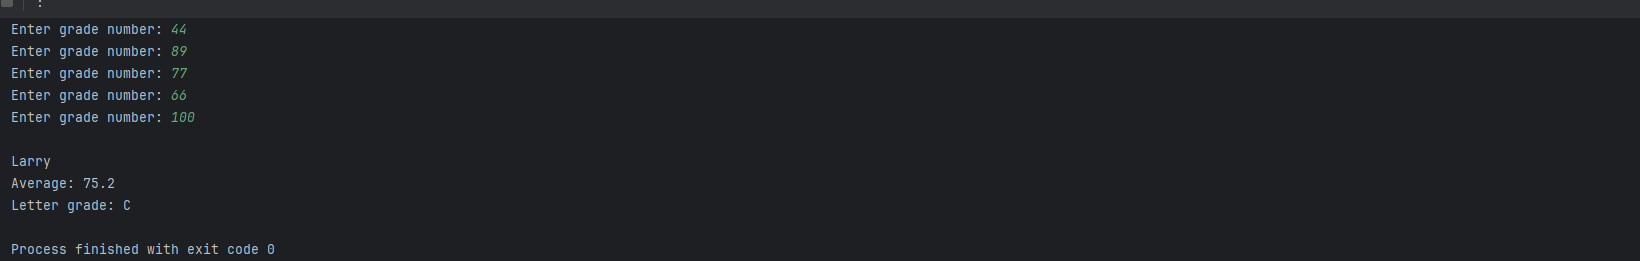 Enter grade number: 44
Enter grade number: 89
Enter grade number: 77
Enter grade number: 66
Enter grade number: 100
Larry
Average: 75.2
Letter grade: C
Process finished with exit code 0